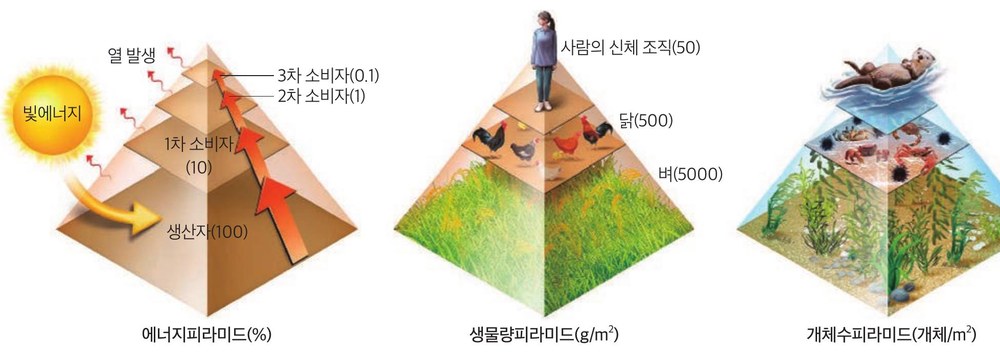 열 발생
빛에너지
3차 소비자(0.1)
2차 소비자(1)
1차 소비자
(10)
생산자(100)
에너지피라미드(%)
사람의 신체 조직(50)
닭(500)
벼(5000)
생물량피라미드(g/m²)
개체수피라미드(개체/m²)